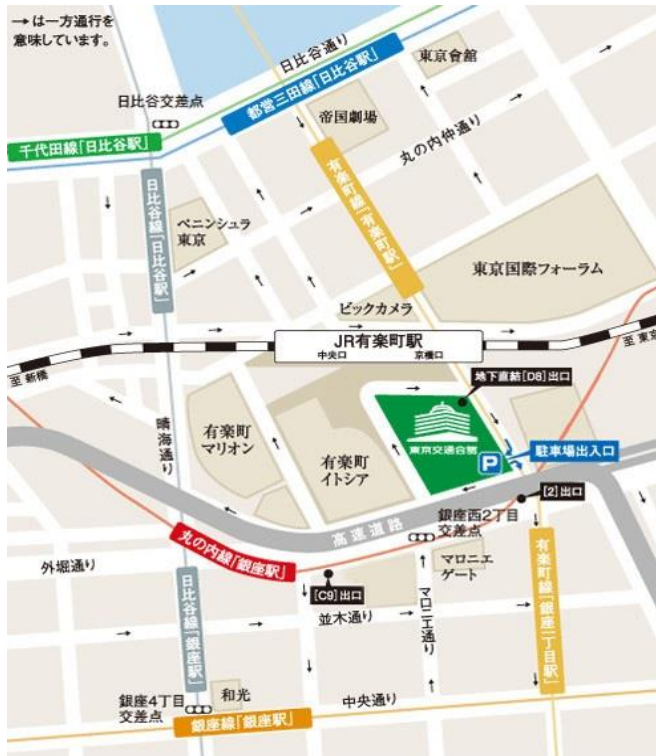 →は一方通行を
意味しています。
日比谷通り
東京會舘
都営三田線「日比谷駅」
日比谷交差点
帝国劇場
千代田線「日比谷駅」
丸の内仲通り
日比谷線「日比谷駅」
有楽町線「有楽町駅」
ペニンシュラ
東京
東京国際フォーラム
ビックカメラ
JR有楽町駅
中央口
京橋口
至 東京
至 新橋
地下直結[D8]出口
晴海通り
有楽町
マリオン
有楽町
イトシア
東京交通会館
P
駐車場出入口
[2]出口
高速道路
銀座西2丁目
交差点
丸の内線「銀座駅」
外堀通り
マロニエ
ゲート
有楽町線「銀座一丁目駅」
[C9]出口
並木通り
マロニエ通り
日比谷線「銀座駅」
和光
銀座4丁目
交差点
中央通り
銀座線「銀座駅」